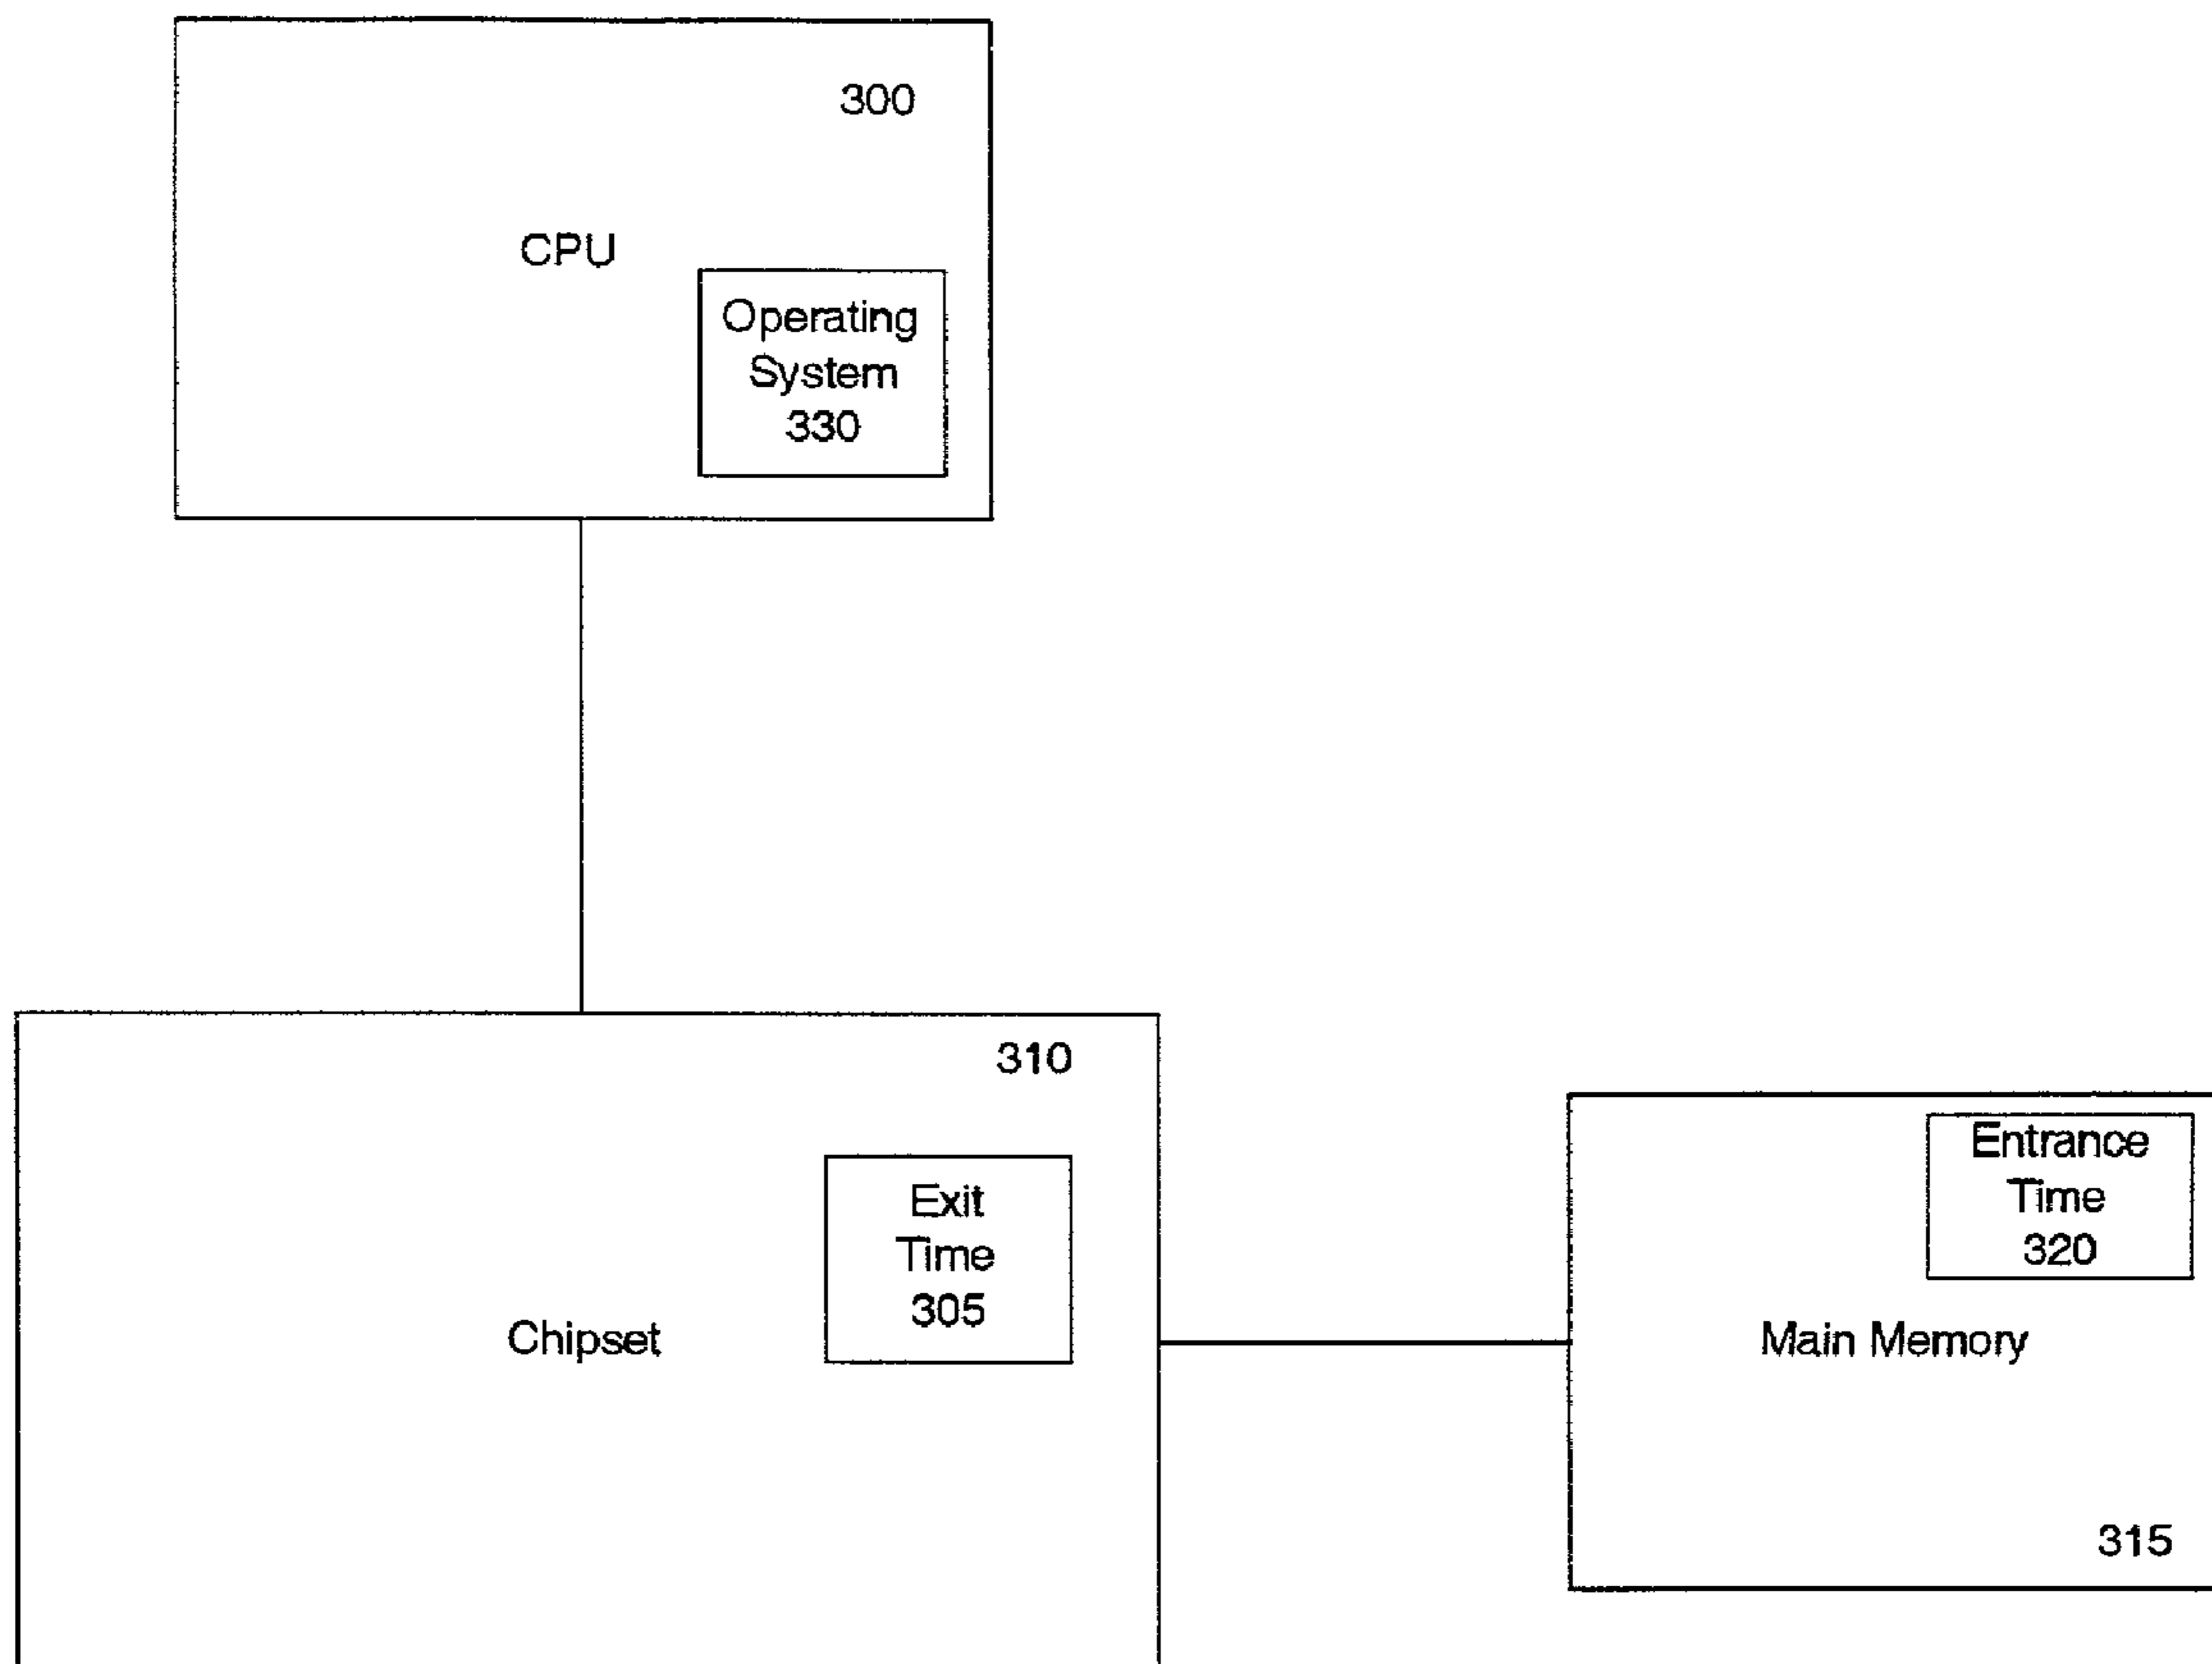 300
CPU
Operating
System
330
310
Exit
Time
305
Chipset
Entrance
Time
320
Main Memory
315